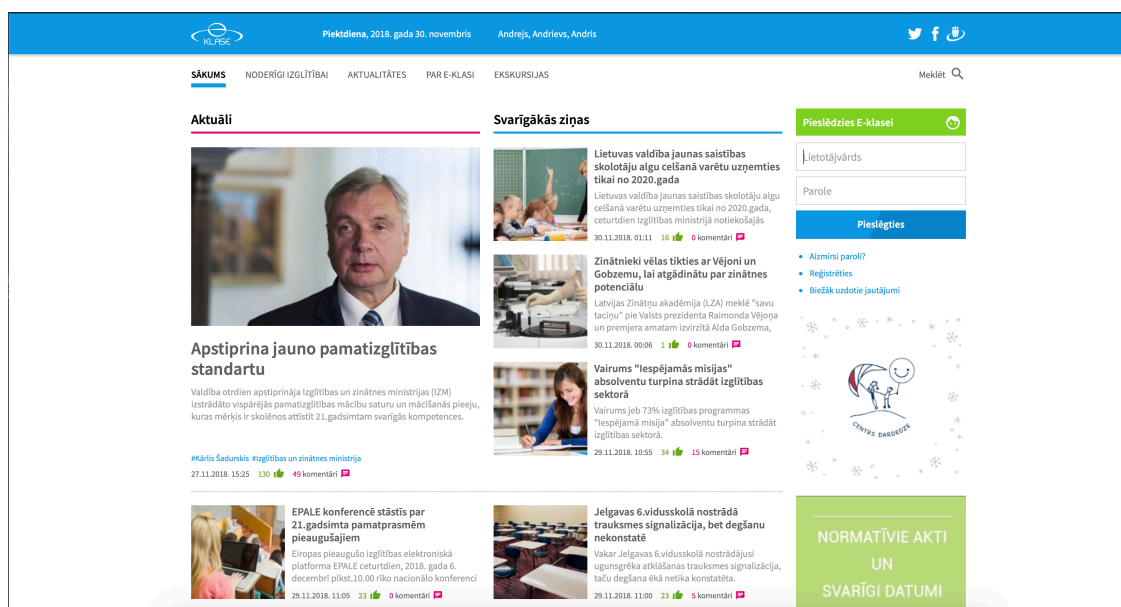 e
KLASE
Piektdiena, 2018. gada 30. novembris
Andrejs, Andrievs, Andris
SĀKUMS
NODERĪGI IZGLĪTĪBAI
AKTUALITĀTES
PAR E-KLASI
EKSKURSIJAS
Meklēt
Aktuāli
Apstiprina jauno pamatizglītības
standartu
Valdība otrdien apstiprināja Izglītības un zinātnes ministrijas (IZM)
izstrādāto vispārējās pamatizglītības mācību saturu un mācīšanās pieeju,
kuras mērķis ir skolēnos attīstīt 21.gadsimtam svarīgās kompetences.
#Kārlis Šadurskis #Izglītības un zinātnes ministrija
27.11.2018. 15:25 130 49 komentāri
EPALE konferencē stāstīs par
21.gadsimta pamatprasmēm
pieaugušajiem
Eiropas pieaugušo izglītības elektroniskā
platforma EPALE ceturtdien, 2018. gada 6.
decembrī plkst.10.00 rīko nacionālo konferenci
29.11.2018. 11:05 23 0 komentāri
Svarīgākās ziņas
Lietuvas valdība jaunas saistības
skolotāju algu celšanā varētu uzņemties
tikai no 2020.gada
Lietuvas valdība jaunas saistības skolotāju algu
celšanā varētu uzņemties tikai no 2020.gada,
ceturtdien Izglītības ministrijā notiekošajās
30.11.2018. 01:11 16 0 komentāri
Zinātnieki vēlas tikties ar Vējoni un
Gobzemu, lai atgādinātu par zinātnes
potenciālu
Latvijas Zinātņu akadēmija (LZA) meklē "savu
taciņu" pie Valsts prezidenta Raimonda Vējoņa
un premjera amatam izvirzītā Alda Gobzema,
30.11.2018. 00:06 1 0 komentāri
Vairums "Iespējamās misijas"
absolventu turpina strādāt izglītības
sektorā
Vairums jeb 73% izglītības programmas
"Iespējamā misija" absolventu turpina strādāt
izglītības sektorā.
29.11.2018. 10:55 34 15 komentāri
Jelgavas 6.vidusskolā nostrādā
trauksmes signalizācija, bet degšanu
nekonstatē
Vakar Jelgavas 6.vidusskolā nostrādājusi
ugunsgrēka atklāšanas trauksmes signalizācija,
taču degšana ēkā netika konstatēta.
29.11.2018. 11:00 23 5 komentāri
Pieslēdzies E-klasei
Lietotājvārds
Parole
Pieslēgties
Aizmirsi paroli?
Reģistrēties
Biežāk uzdotie jautājumi
CENTRS DARDEDZE
NORMATĪVIE AKTI
UN
SVARĪGI DATUMI